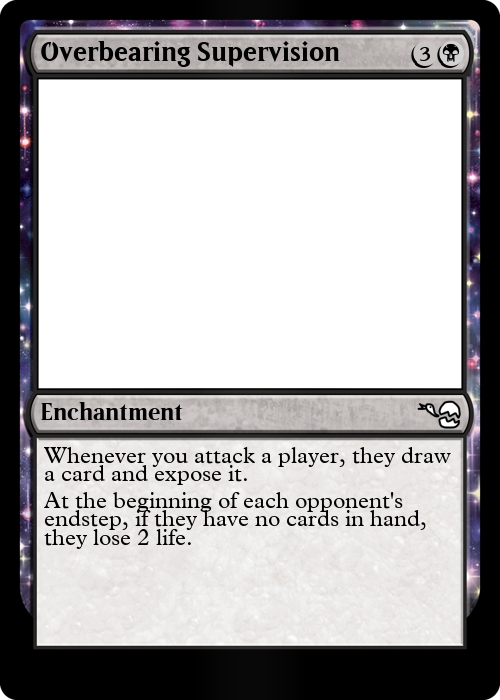 Overbearing Supervision 3
Enchantment
Whenever you attack a player, they draw
a card and expose it.
At the beginning of each opponent's
endstep, if they have no cards in hand,
they lose 2 life.